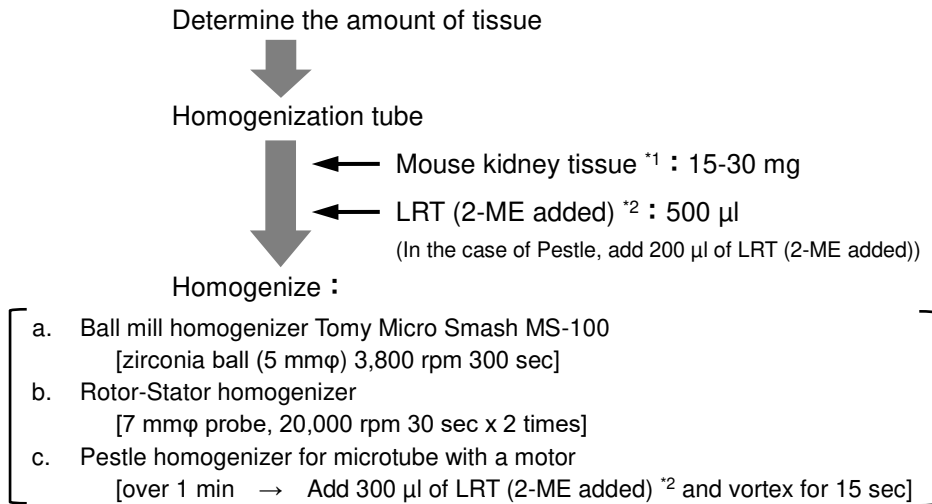 Determine the amount of tissue
Homogenization tube
Mouse kidney tissue *1 : 15-30 mg
LRT (2-ME added) *2 : 500 µl
(In the case of Pestle, add 200 µl of LRT (2-ME added))
Homogenize :
a. Ball mill homogenizer Tomy Micro Smash MS-100
[zirconia ball (5 mmφ) 3,800 rpm 300 sec]
b. Rotor-Stator homogenizer
[7 mmφ probe, 20,000 rpm 30 sec x 2 times]
c. Pestle homogenizer for microtube with a motor
[over 1 min → Add 300 µl of LRT (2-ME added) *2 and vortex for 15 sec]